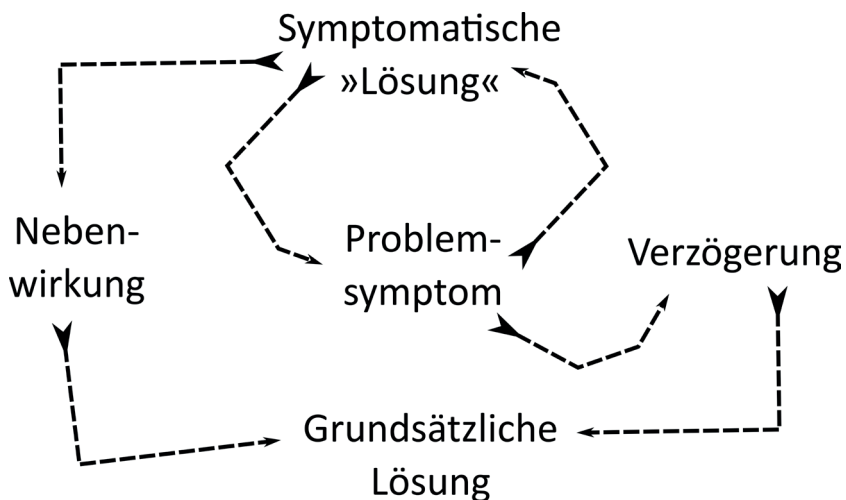 Symptomatische
»Lösung«
Neben-
wirkung
Problem-
symptom
Verzögerung
Grundsätzliche
Lösung